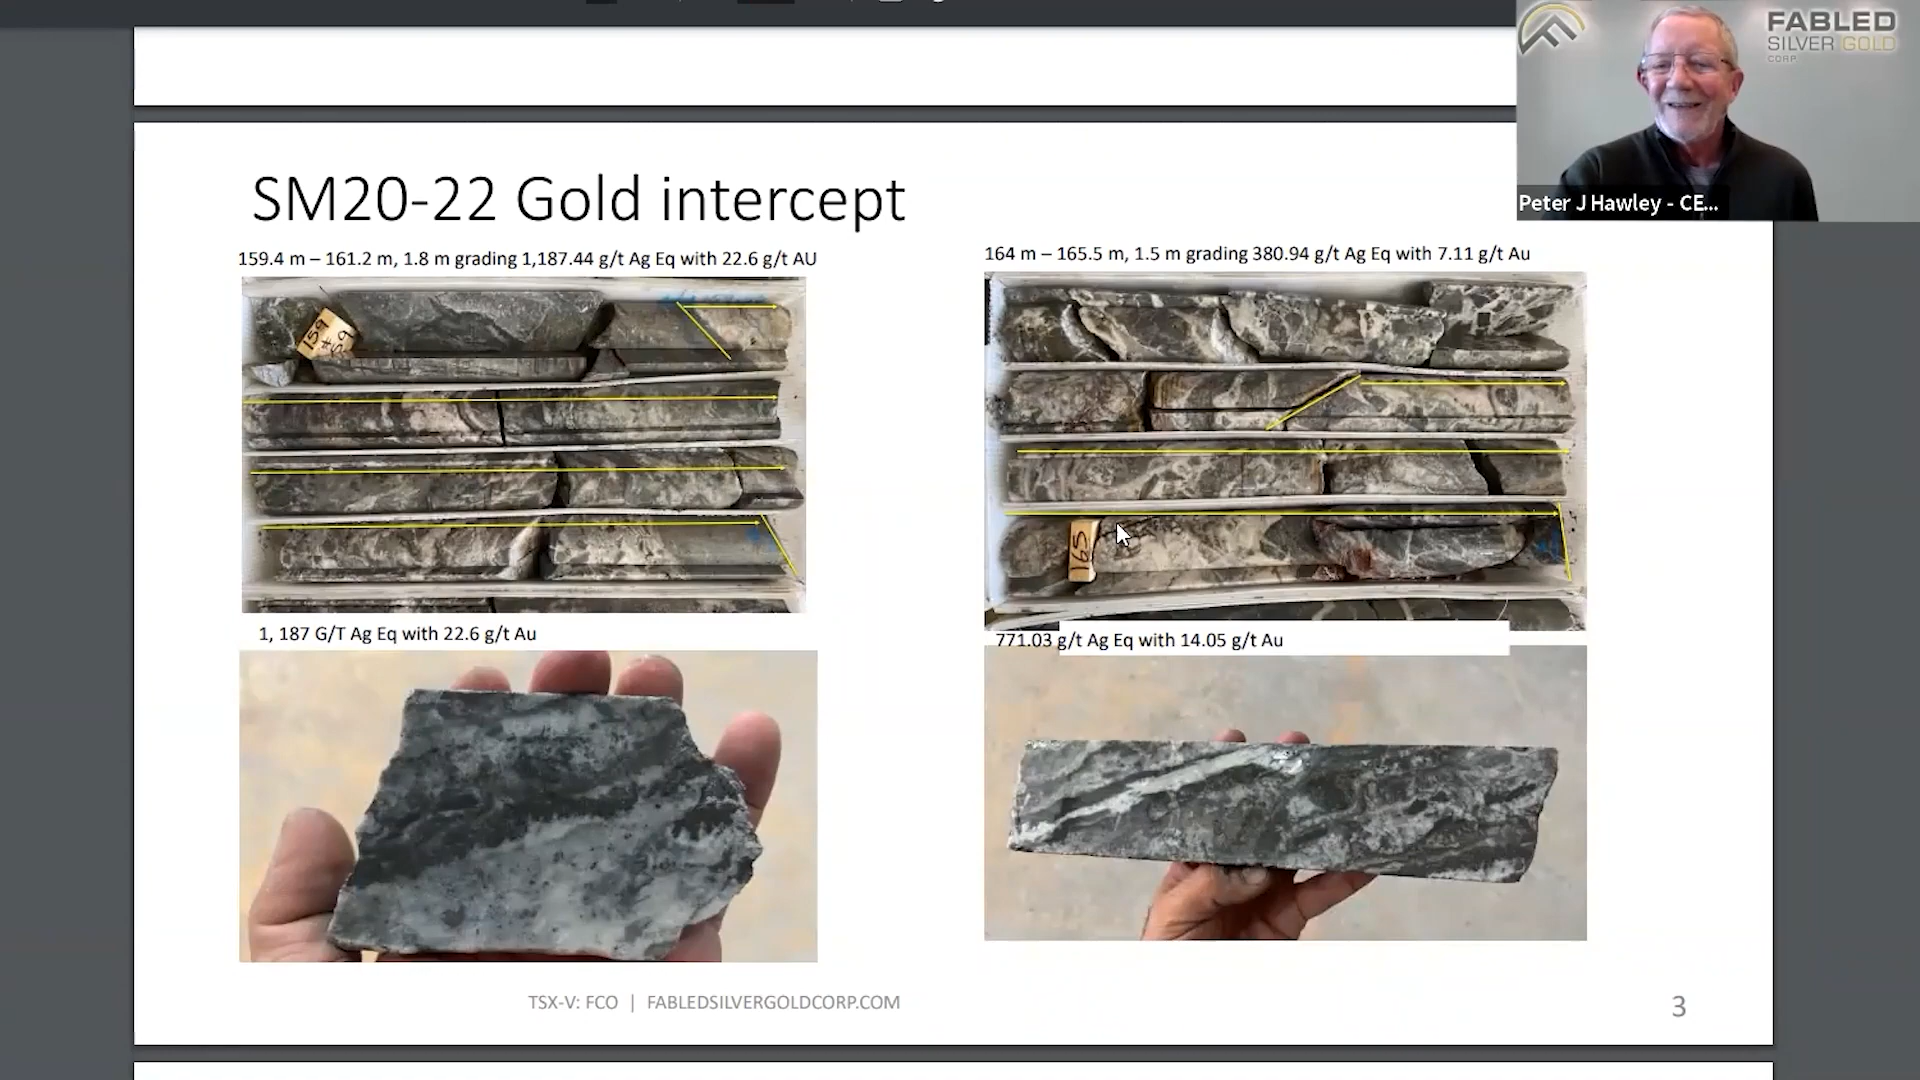 FABLED
SILVER GOLD
CORP
Peter J Hawley - CE...
SM20-22 Gold intercept
159.4 m – 161.2 m, 1.8 m grading 1,187.44 g/t Ag Eq with 22.6 g/t AU
164 m – 165.5 m, 1.5 m grading 380.94 g/t Ag Eq with 7.11 g/t Au
159
165
1, 187 G/T Ag Eq with 22.6 g/t Au
771.03 g/t Ag Eq with 14.05 g/t Au
TSX-V: FCO | FABLEDSILVERGOLDCORP.COM
3